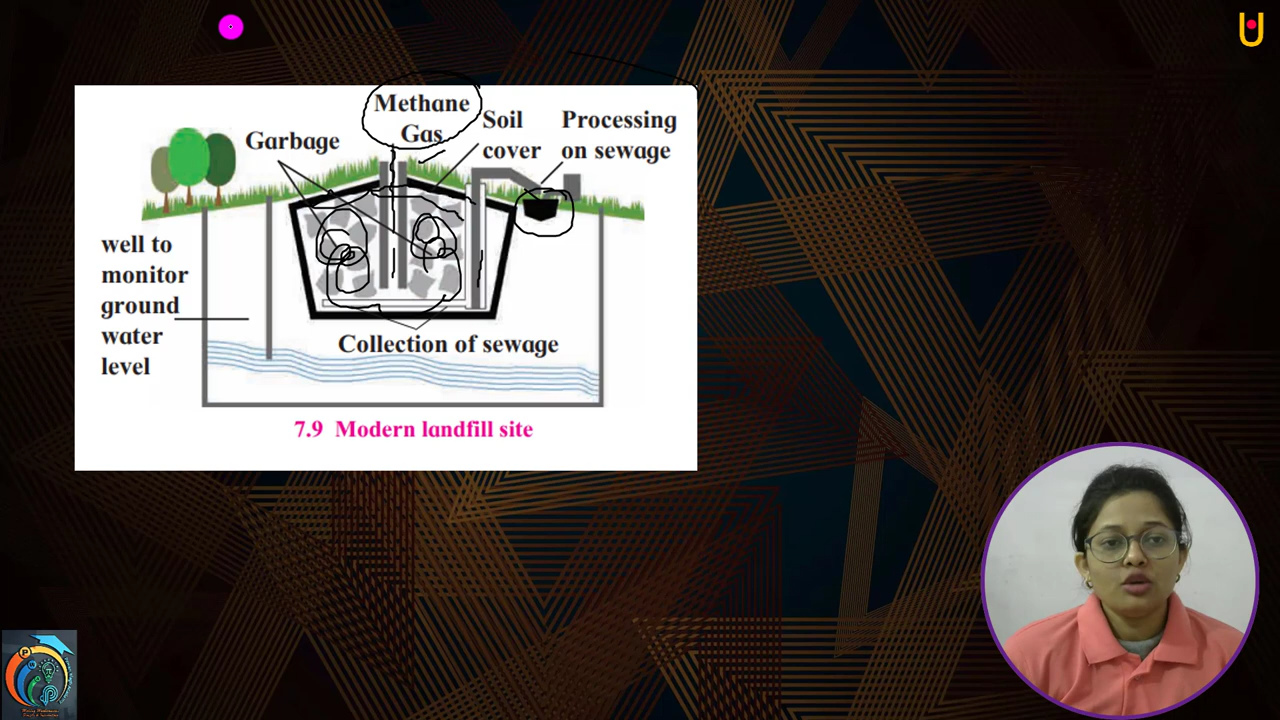 Methane
Gas
Garbage
Soil
cover
Processing
on sewage
well to
monitor
ground
water
level
Collection of sewage
7.9 Modern landfill site